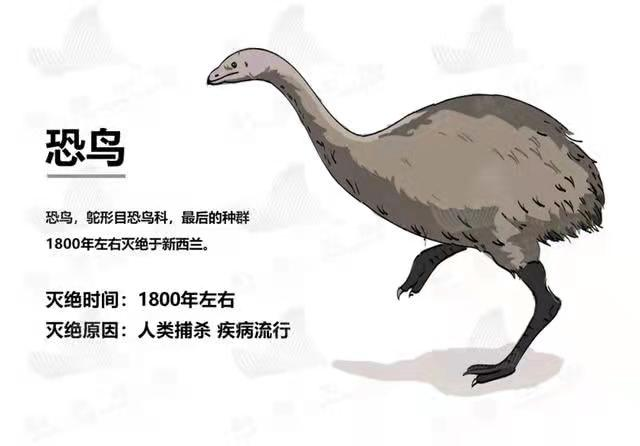 恐鸟
恐鸟，鸵形目恐鸟科，最后的种群
1800年左右灭绝于新西兰。
灭绝时间：1800年左右
灭绝原因：人类捕杀 疾病流行